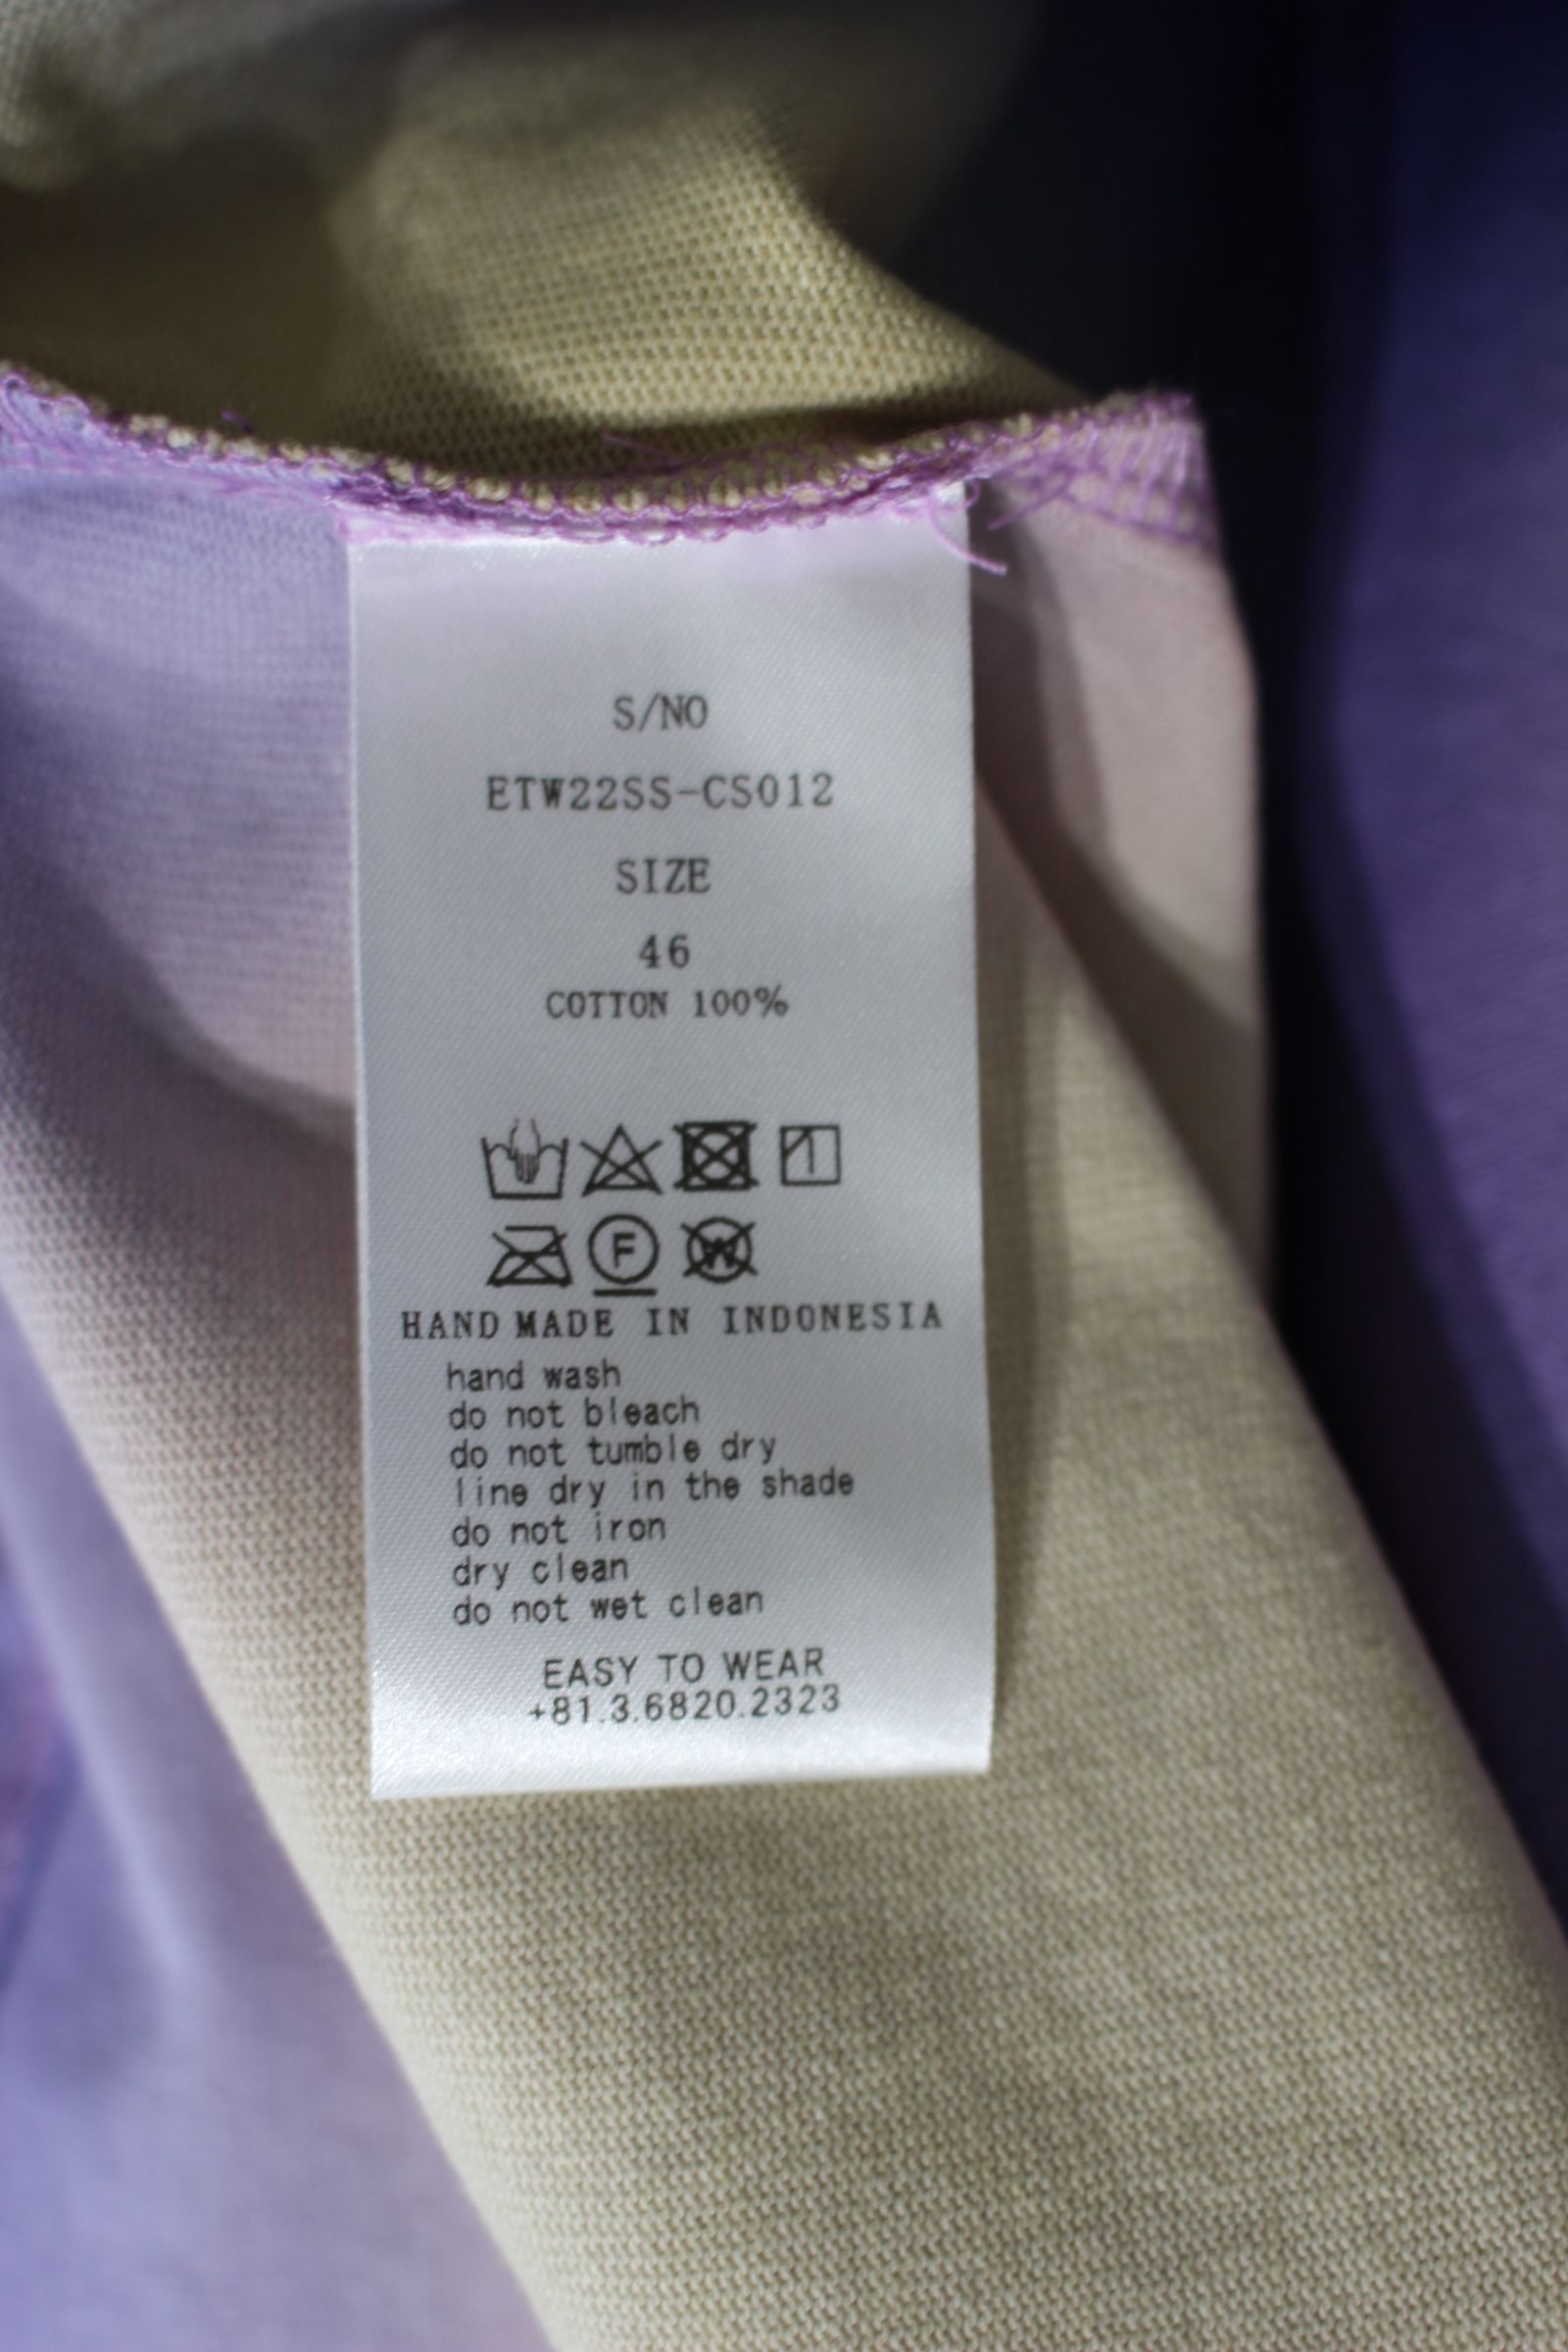 S/NO
ETW22SS-CS012
SIZE
46
COTTON 100%
F
W
HAND MADE IN INDONESIA
hand wash
do not bleach
do not tumble dry
line dry in the shade
do not iron
dry clean
do not wet clean
EASY TO WEAR
+81.3.6820.2323